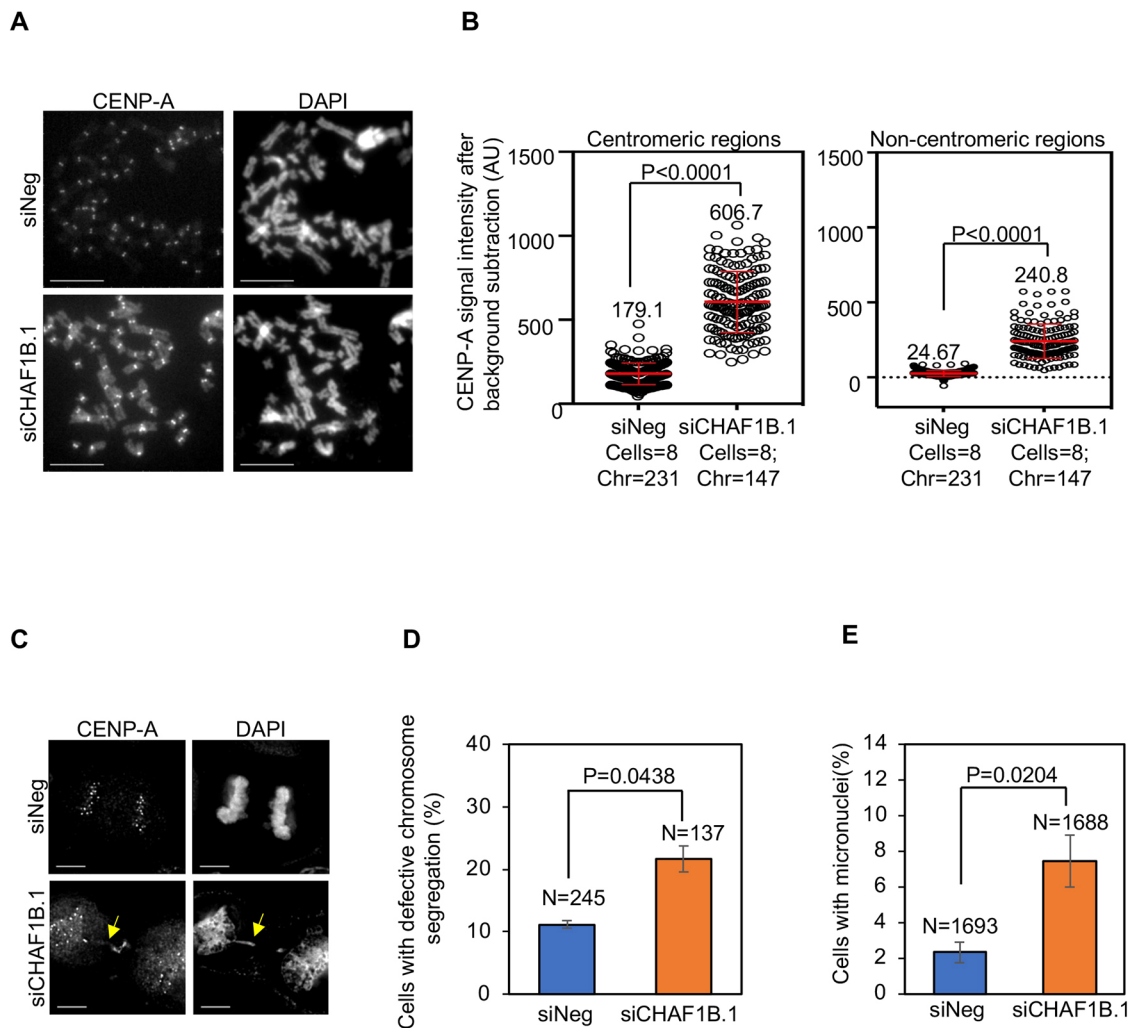 A
CENP-A
DAPI
siNeg
siCHAF1B.1
B
CENP-A signal intensity after
background subtraction (AU)
Centromeric regions
1500
1000
500
0
P<0.0001
179.1
606.7
siNeg
Cells=8
Chr=231
siCHAF1B.1
Cells=8;
Chr=147
Non-centromeric regions
1500
1000
500
0
P<0.0001
24.67
240.8
siNeg
Cells=8
Chr=231
siCHAF1B.1
Cells=8;
Chr=147
C
CENP-A
DAPI
siNeg
siCHAF1B.1
D
Cells with defective chromosome
segregation (%)
40
30
20
10
0
P=0.0438
N=245
N=137
siNeg
siCHAF1B.1
E
Cells with micronuclei(%)
14
12
10
8
6
4
2
0
P=0.0204
N=1693
N=1688
siNeg
siCHAF1B.1